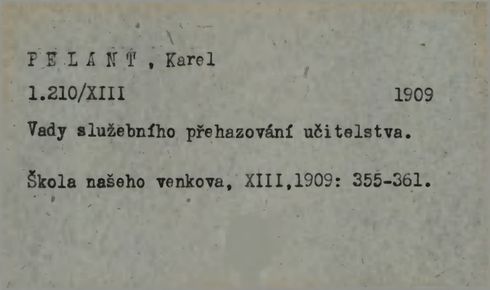 PELANT, Karel
1.210/XIII 1909
Vady služebního přehazování učitelstva.
Škola našeho venkova, XIII,1909: 355-361.